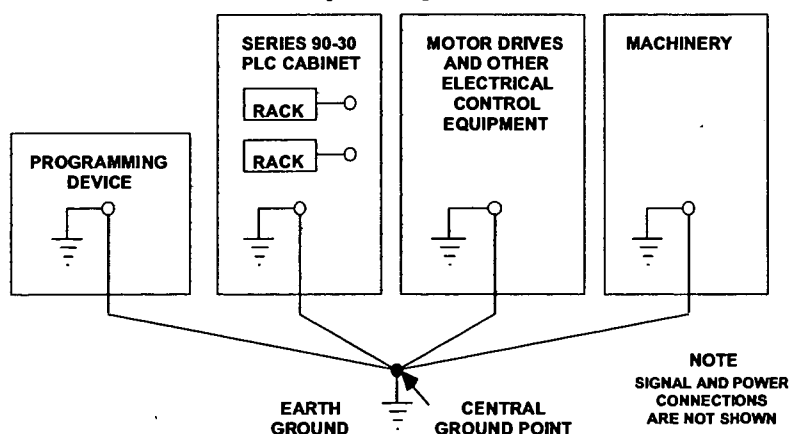 PROGRAMMING
DEVICE
SERIES 90-30
PLC CABINET
RACK
RACK
MOTOR DRIVES
AND OTHER
ELECTRICAL
CONTROL
EQUIPMENT
MACHINERY
EARTH
GROUND
CENTRAL
GROUND POINT
NOTE
SIGNAL AND POWER
CONNECTIONS
ARE NOT SHOWN